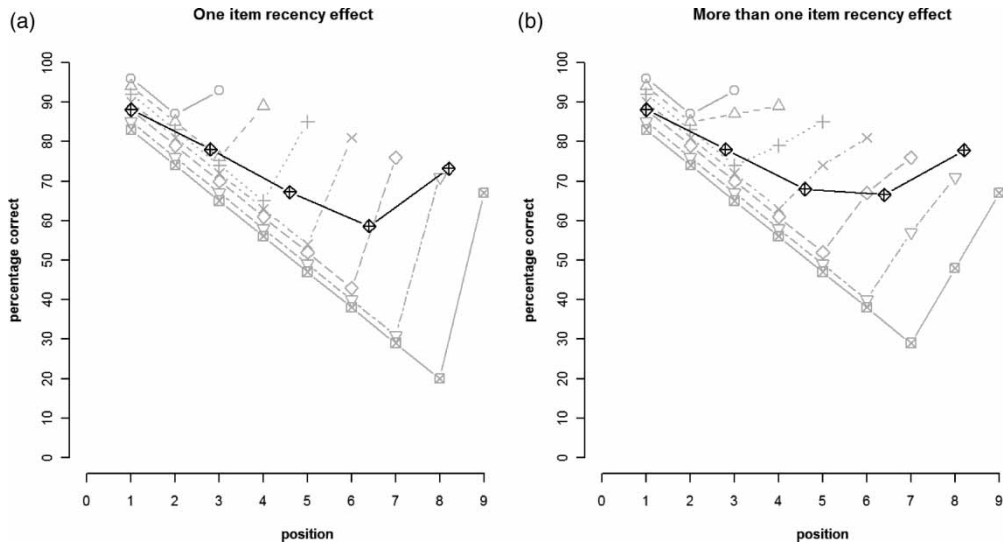 (a)
One item recency effect
percentage correct
100
90
80
70
60
50
40
30
20
10
0
0 1 2 3 4 5 6 7 8 9
position
(b)
More than one item recency effect
percentage correct
100
90
80
70
60
50
40
30
20
10
0
0 1 2 3 4 5 6 7 8 9
position